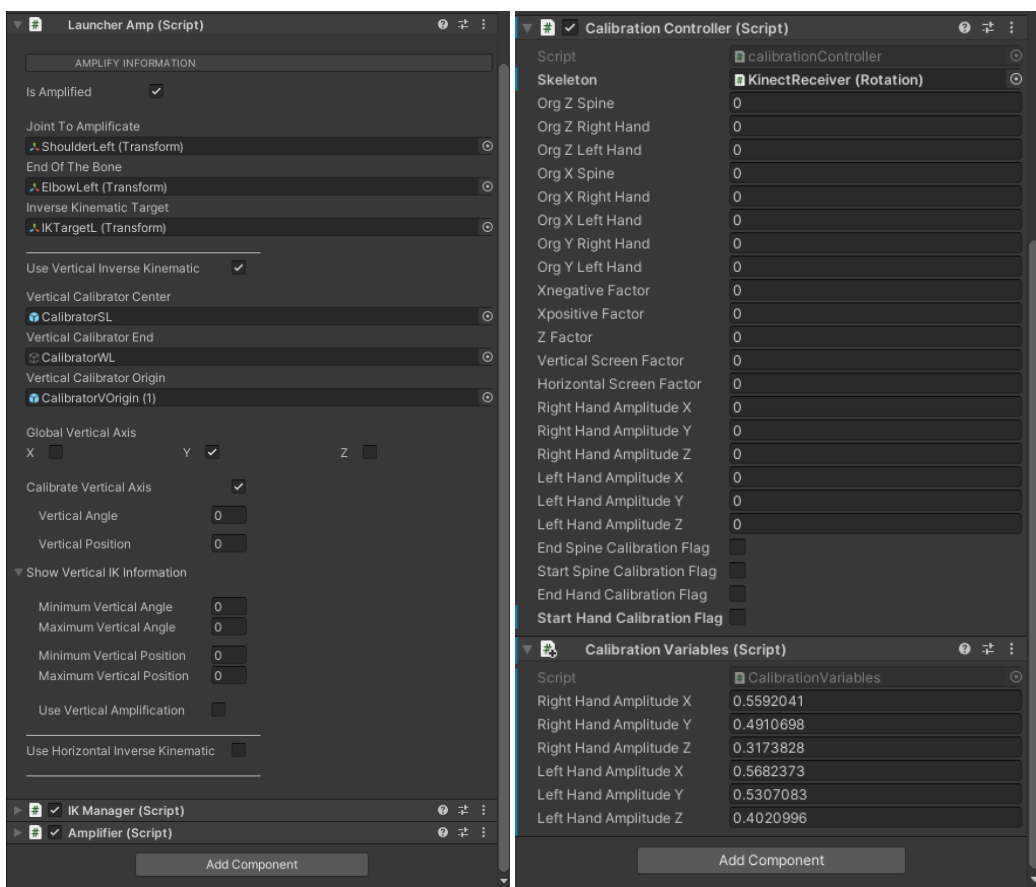 Launcher Amp (Script)
AMPLIFY INFORMATION
Is Amplified
Joint To Amplificate
ShoulderLeft (Transform)
End Of The Bone
ElbowLeft (Transform)
Inverse Kinematic Target
IKTargetL (Transform)
Use Vertical Inverse Kinematic
Vertical Calibrator Center
CalibratorSL
Vertical Calibrator End
CalibratorWL
Vertical Calibrator Origin
CalibratorVOrigin (1)
Global Vertical Axis
X Y Z
Calibrate Vertical Axis
Vertical Angle 0
Vertical Position 0
Show Vertical IK Information
Minimum Vertical Angle 0
Maximum Vertical Angle 0
Minimum Vertical Position 0
Maximum Vertical Position 0
Use Vertical Amplification
Use Horizontal Inverse Kinematic
IK Manager (Script)
Amplifier (Script)
Add Component
Calibration Controller (Script)
Script calibrationController
Skeleton KinectReceiver (Rotation)
Org Z Spine 0
Org Z Right Hand 0
Org Z Left Hand 0
Org X Spine 0
Org X Right Hand 0
Org X Left Hand 0
Org Y Right Hand 0
Org Y Left Hand 0
Xnegative Factor 0
Xpositive Factor 0
Z Factor 0
Vertical Screen Factor 0
Horizontal Screen Factor 0
Right Hand Amplitude X 0
Right Hand Amplitude Y 0
Right Hand Amplitude Z 0
Left Hand Amplitude X 0
Left Hand Amplitude Y 0
Left Hand Amplitude Z 0
End Spine Calibration Flag
Start Spine Calibration Flag
End Hand Calibration Flag
Start Hand Calibration Flag
Calibration Variables (Script)
Script CalibrationVariables
Right Hand Amplitude X 0.5592041
Right Hand Amplitude Y 0.4910698
Right Hand Amplitude Z 0.3173828
Left Hand Amplitude X 0.5682373
Left Hand Amplitude Y 0.5307083
Left Hand Amplitude Z 0.4020996
Add Component